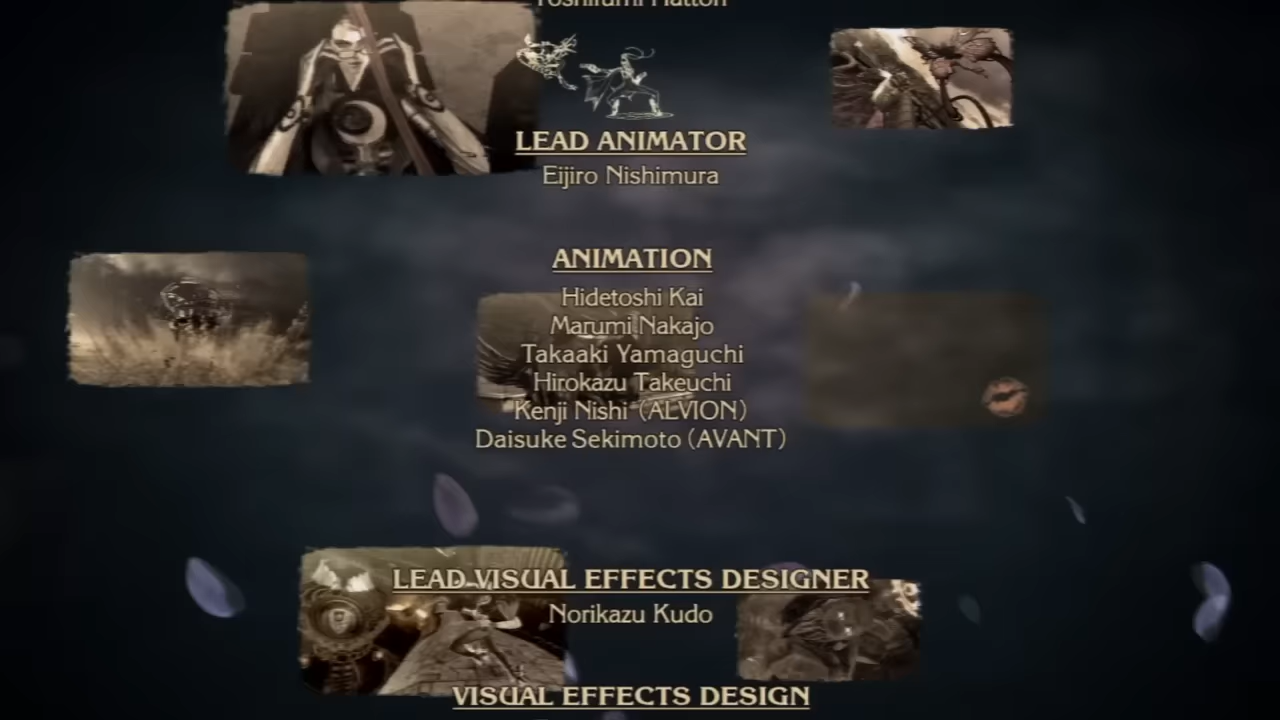 LEAD ANIMATOR
Eijiro Nishimura
ANIMATION
Hidetoshi Kai
Marumi Nakajo
Takaaki Yamaguchi
Hirokazu Takeuchi
Kenji Nishi (ALVION)
Daisuke Sekimoto (AVANT)
LEAD VISUAL EFFECTS DESIGNER
Norikazu Kudo
VISUAL EFFECTS DESIGN